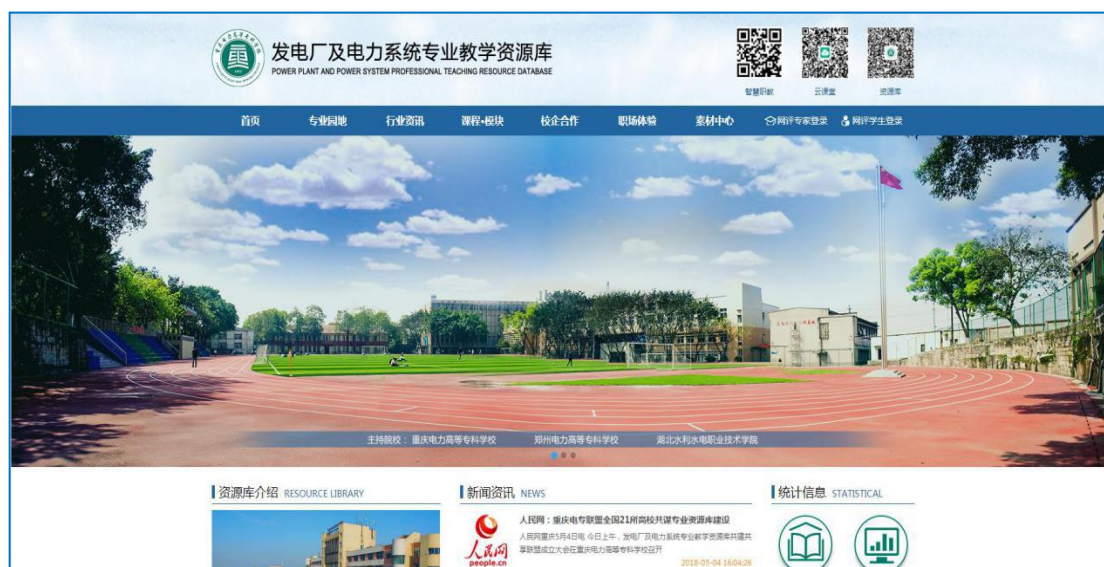 发电厂及电力系统专业教学资源库
POWER PLANT AND POWER SYSTEM PROFESSIONAL TEACHING RESOURCE DATABASE
智慧职教 云课堂 资源库
首页 专业园地 行业资讯 课程•模块 校企合作 职场体验 素材中心 网评专家登录 网评学生登录
主持院校： 重庆电力高等专科学校 郑州电力高等专科学校 湖北水利水电职业技术学院
资源库介绍 RESOURCE LIBRARY
新闻资讯 NEWS
统计信息 STATISTICAL
人民网
people.cn
人民网：重庆电专联盟全国21所高校共谋专业资源库建设
人民网重庆5月4日电 今日上午，发电厂及电力系统专业教学资源库共建共
享联盟成立大会在重庆电力高等专科学校召开
2018-05-04 16:04:26